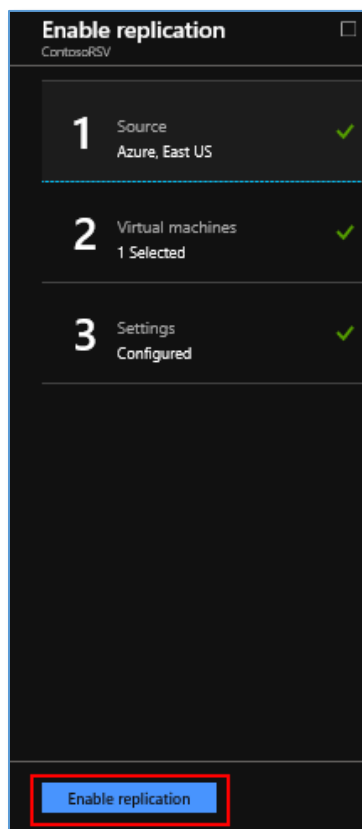 Enable replication
ContosoRSV
1
Source
Azure, East US
2
Virtual machines
1 Selected
3
Settings
Configured
Enable replication